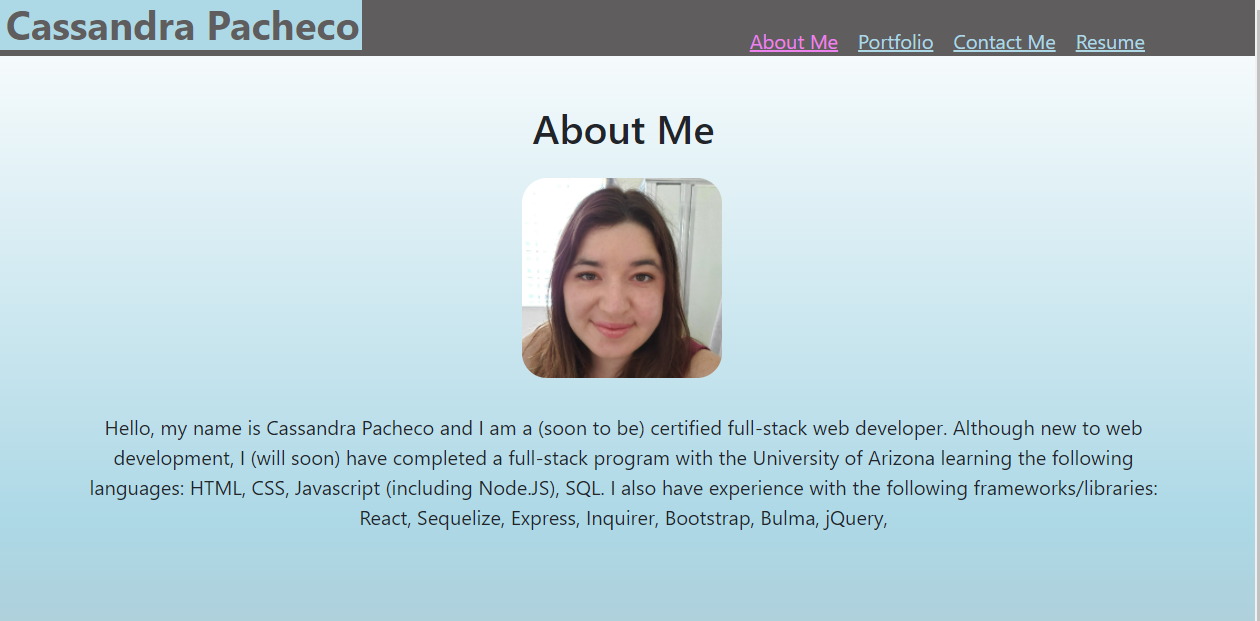 Cassandra Pacheco
About Me Portfolio Contact Me Resume
About Me
Hello, my name is Cassandra Pacheco and I am a (soon to be) certified full-stack web developer. Although new to web
development, I (will soon) have completed a full-stack program with the University of Arizona learning the following
languages: HTML, CSS, Javascript (including Node.JS), SQL. I also have experience with the following frameworks/libraries:
React, Sequelize, Express, Inquirer, Bootstrap, Bulma, jQuery,